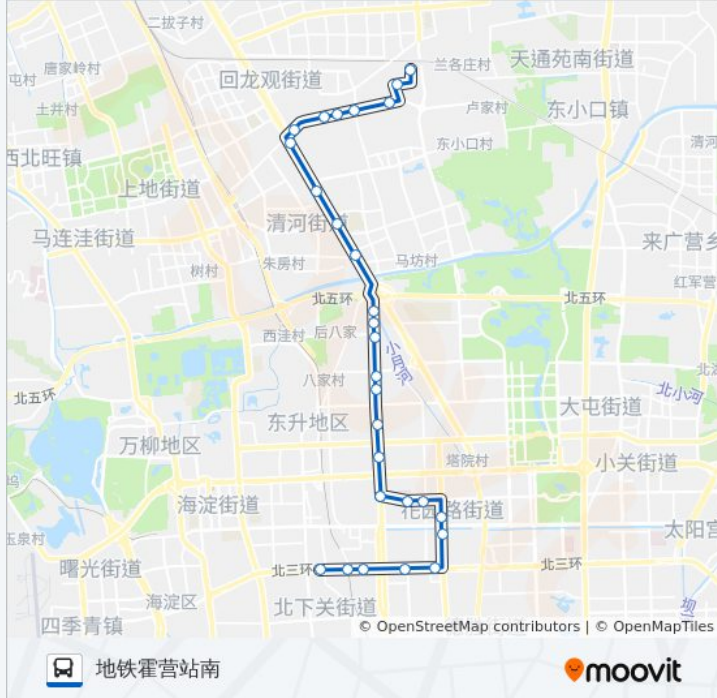 二拔子村
兰各庄村
天通苑南街道
唐家岭村
回龙观街道
屯村
土井村
卢家村
东小口镇
清河
东小口村
西北旺镇
上地街道
清河街道
马连洼街道
来广营乡
朱房村
马坊村
树村
红军营
北五环
北五环
西洼村
后八家
小月河
八家村
北五环
北小河
大屯街道
东升地区
万柳地区
塔院村
小关街道
海淀街道
花园路街道
玉泉村
太阳宫
曙光街道
北三环
北三环
海淀区
北下关街道
坝
四季青镇
© OpenStreetMap contributors | © OpenMapTiles
地铁霍营站南
moovit